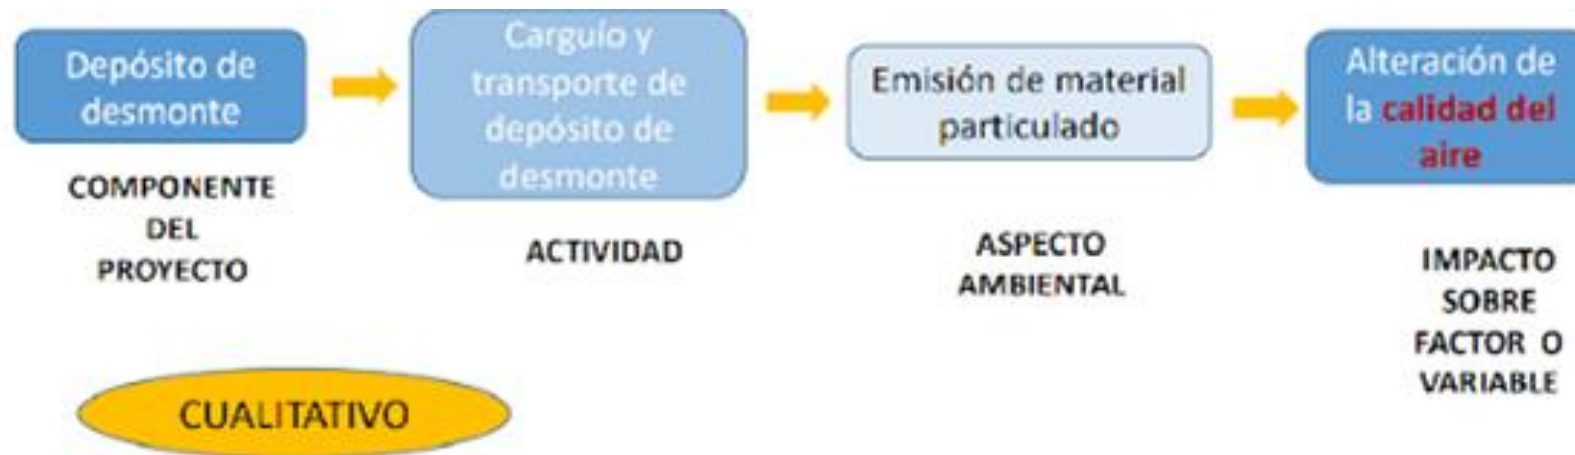 Depósito de
desmonte
COMPONENTE
DEL
PROYECTO
Carguío y
transporte de
depósito de
desmonte
ACTIVIDAD
Emisión de material
particulado
ASPECTO
AMBIENTAL
Alteración de
la calidad del
aire
IMPACTO
SOBRE
FACTOR O
VARIABLE
CUALITATIVO